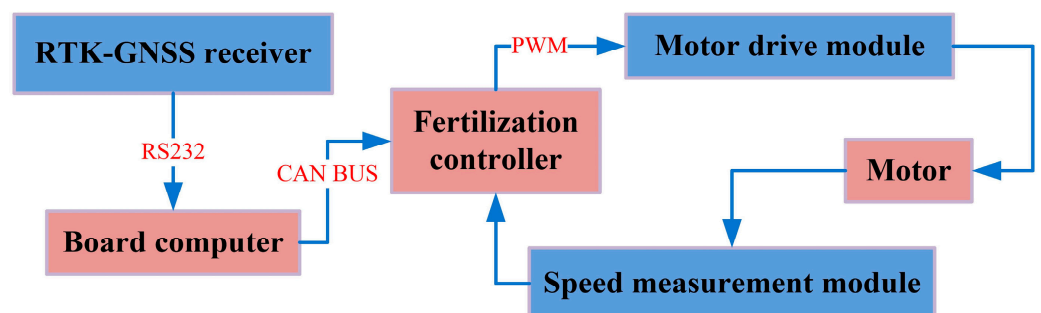 RTK-GNSS receiver
RS232
Board computer
CAN BUS
Fertilization
controller
PWM
Motor drive module
Motor
Speed measurement module